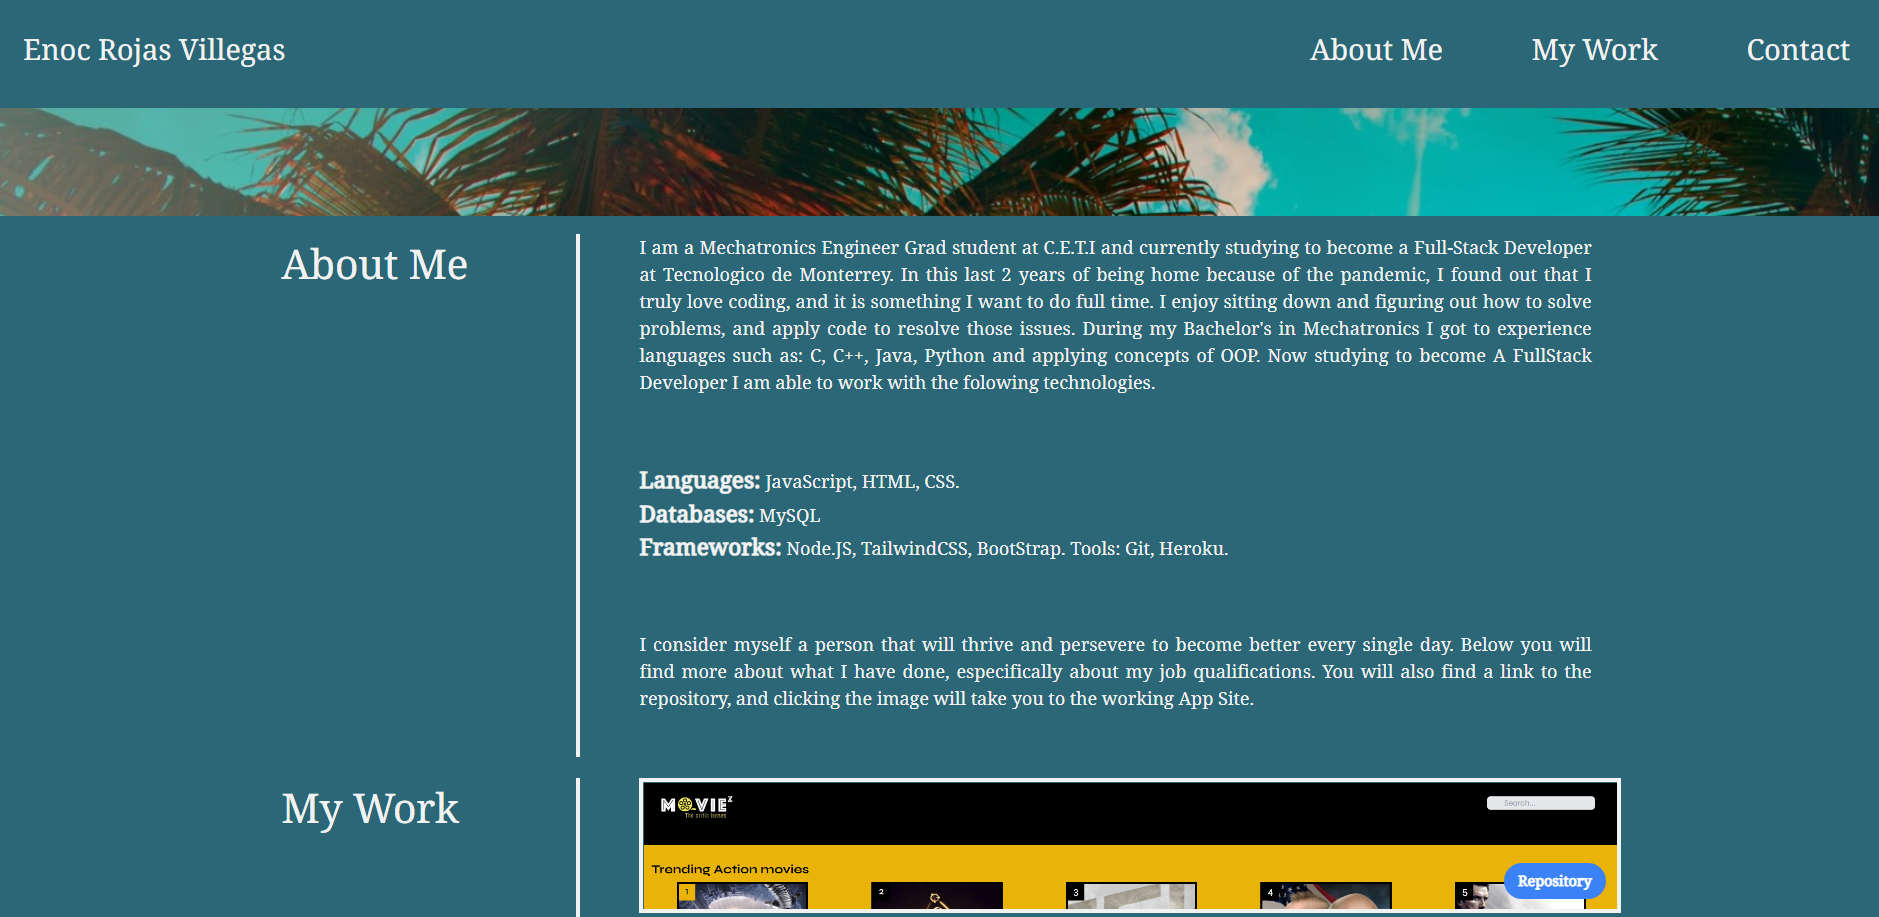 Enoc Rojas Villegas
About Me
My Work
Contact
About Me
I am a Mechatronics Engineer Grad student at C.E.T.I and currently studying to become a Full-Stack Developer
at Tecnologico de Monterrey. In this last 2 years of being home because of the pandemic, I found out that I
truly love coding, and it is something I want to do full time. I enjoy sitting down and figuring out how to solve
problems, and apply code to resolve those issues. During my Bachelor's in Mechatronics I got to experience
languages such as: C, C++, Java, Python and applying concepts of OOP. Now studying to become A FullStack
Developer I am able to work with the folowing technologies.
Languages: JavaScript, HTML, CSS.
Databases: MySQL
Frameworks: Node.JS, TailwindCSS, BootStrap. Tools: Git, Heroku.
I consider myself a person that will thrive and persevere to become better every single day. Below you will
find more about what I have done, especifically about my job qualifications. You will also find a link to the
repository, and clicking the image will take you to the working App Site.
My Work
MOVIE z
The critic lenses
Search...
Trending Action movies
1
2
3
4
5
Repository